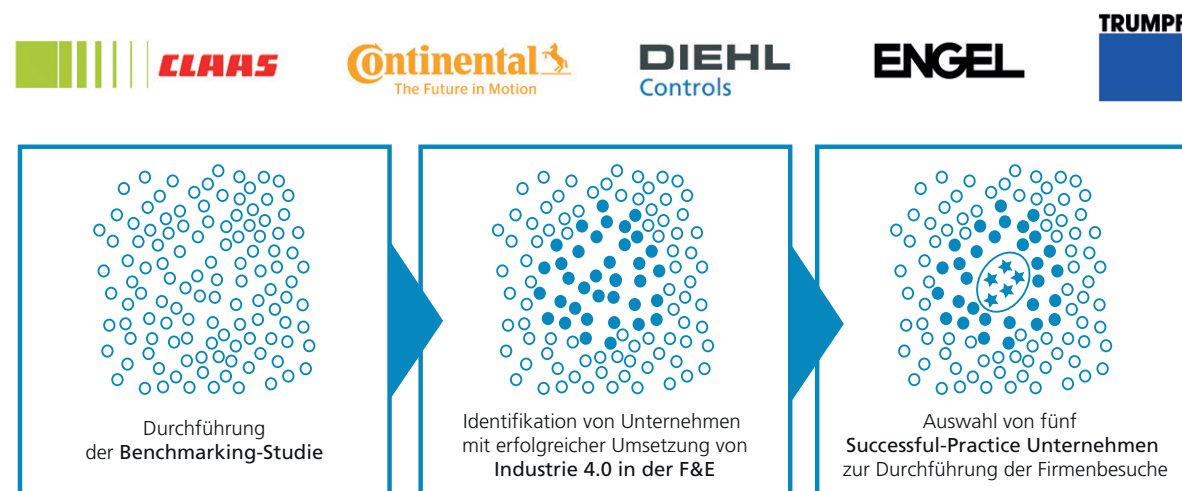 CLAAS
Continental
The Future in Motion
DIEHL
Controls
ENGEL
TRUMPF
Durchführung
der Benchmarking-Studie
Identifikation von Unternehmen
mit erfolgreicher Umsetzung von
Industrie 4.0 in der F&E
Auswahl von fünf
Successful-Practice Unternehmen
zur Durchführung der Firmenbesuche